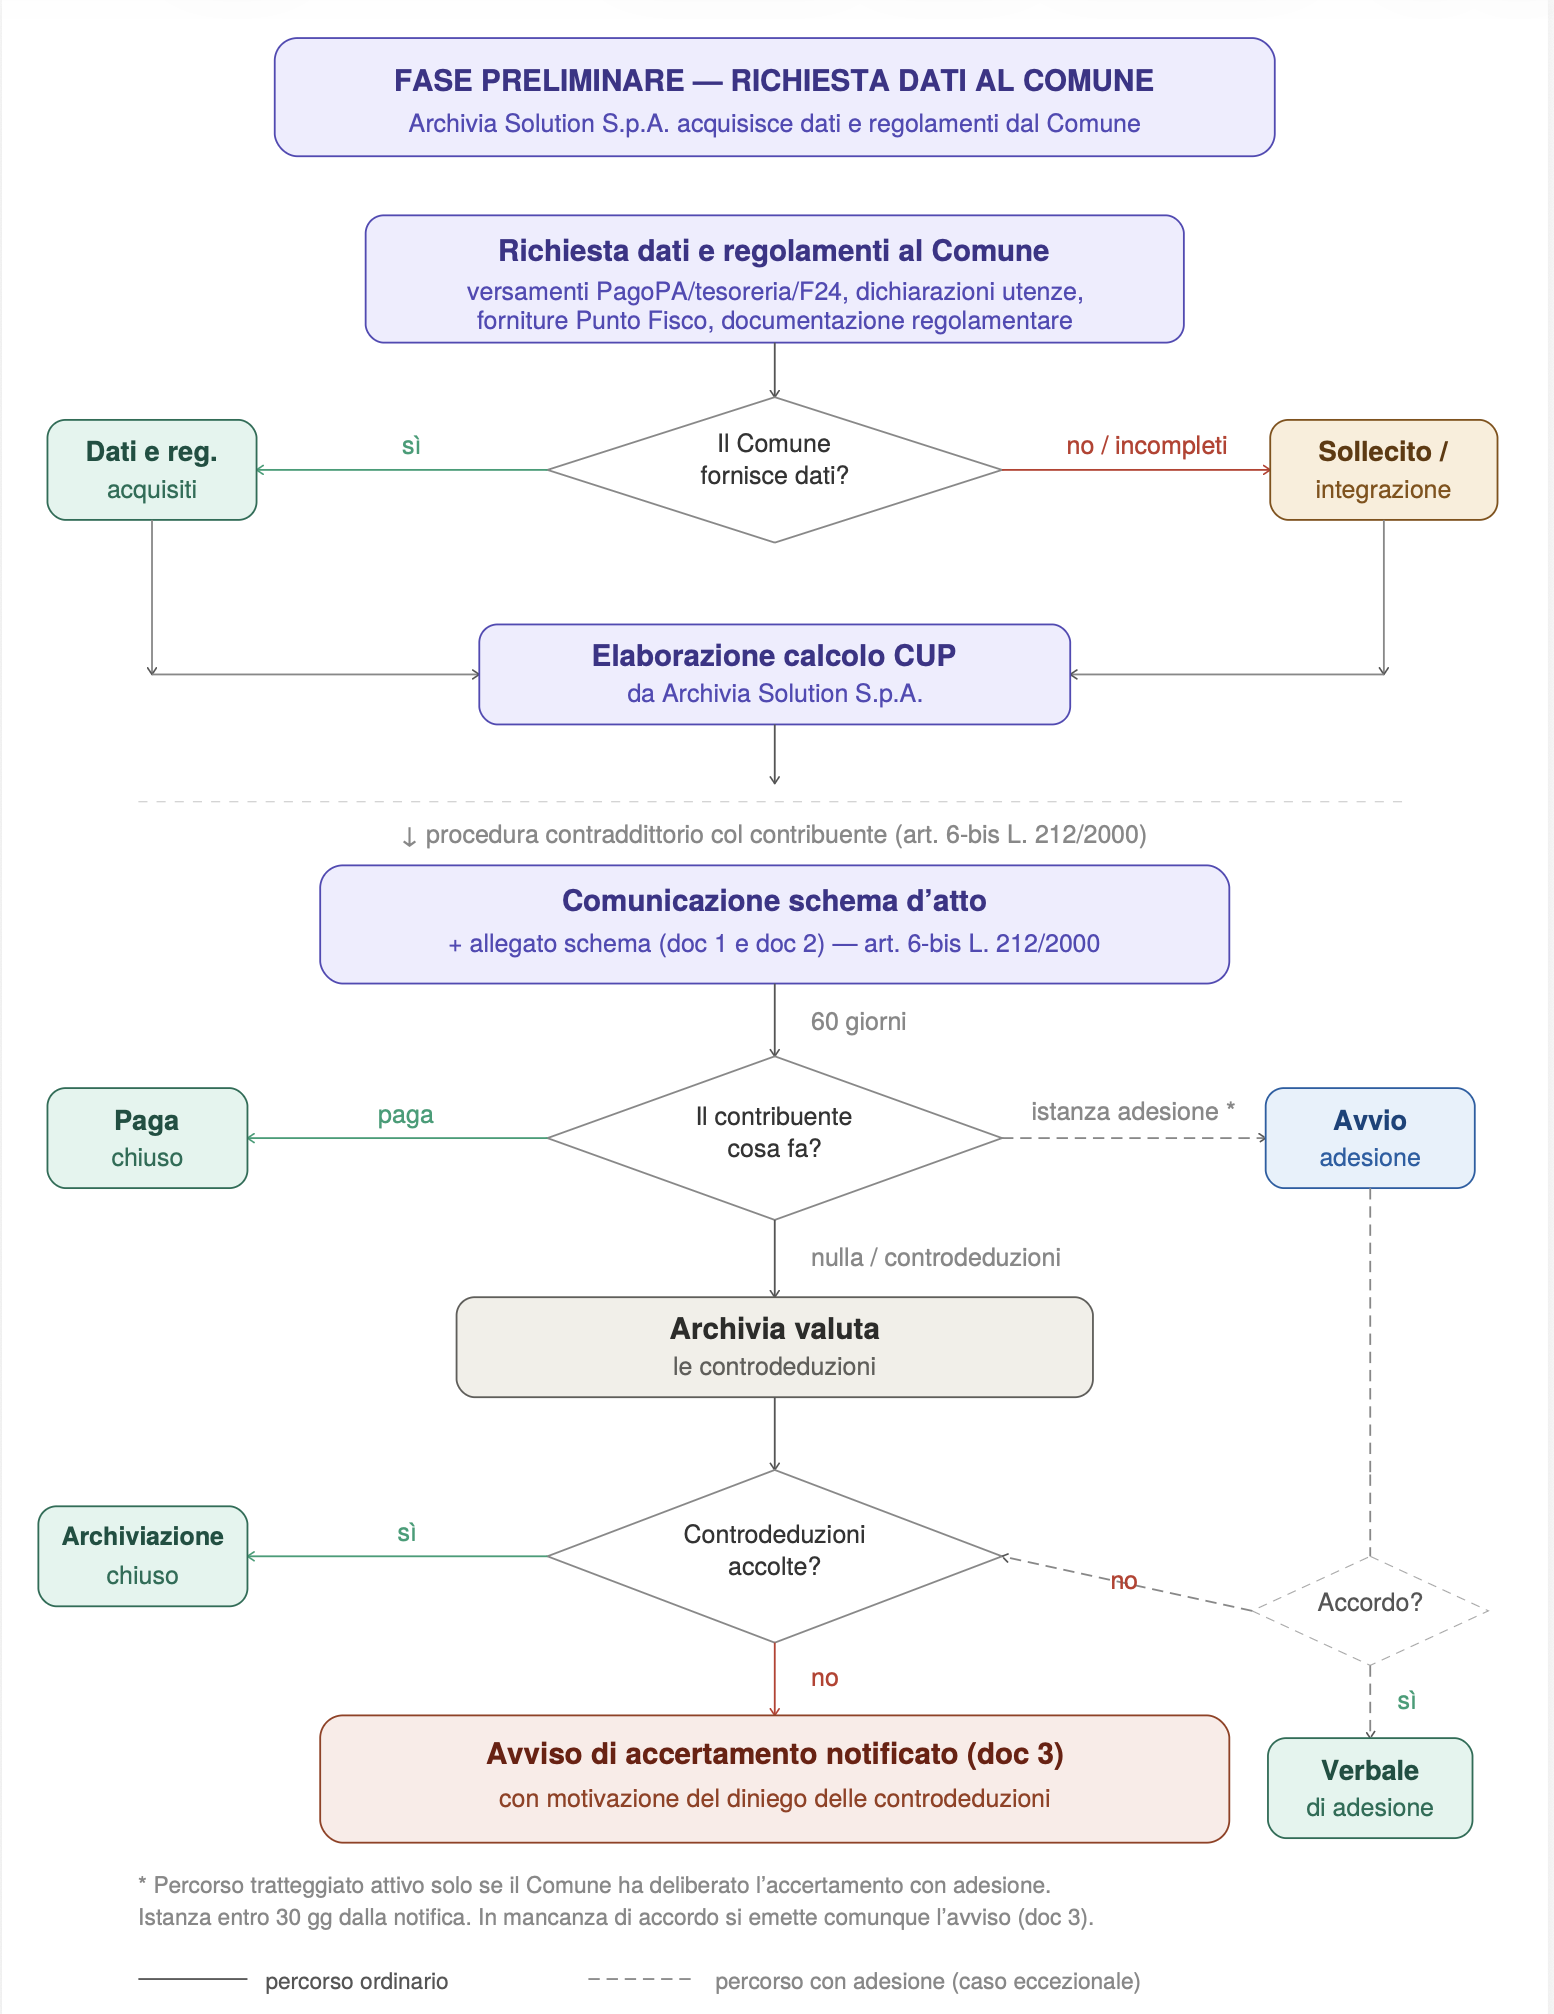 FASE PRELIMINARE — RICHIESTA DATI AL COMUNE
Archivia Solution S.p.A. acquisisce dati e regolamenti dal Comune
Richiesta dati e regolamenti al Comune
versamenti PagoPA/tesoreria/F24, dichiarazioni utenze,
forniture Punto Fisco, documentazione regolamentare
Il Comune
fornisce dati?
sì
no / incompleti
Dati e reg.
acquisiti
Sollecito /
integrazione
Elaborazione calcolo CUP
da Archivia Solution S.p.A.
↓ procedura contraddittorio col contribuente (art. 6-bis L. 212/2000)
Comunicazione schema d’atto
+ allegato schema (doc 1 e doc 2) — art. 6-bis L. 212/2000
60 giorni
Il contribuente
cosa fa?
paga
istanza adesione *
Paga
chiuso
Avvio
adesione
nulla / controdeduzioni
Archivia valuta
le controdeduzioni
Controdeduzioni
accolte?
sì
no
Archiviazione
chiuso
Accordo?
no
sì
Avviso di accertamento notificato (doc 3)
con motivazione del diniego delle controdeduzioni
Verbale
di adesione
* Percorso tratteggiato attivo solo se il Comune ha deliberato l’accertamento con adesione.
Istanza entro 30 gg dalla notifica. In mancanza di accordo si emette comunque l’avviso (doc 3).
percorso ordinario
percorso con adesione (caso eccezionale)